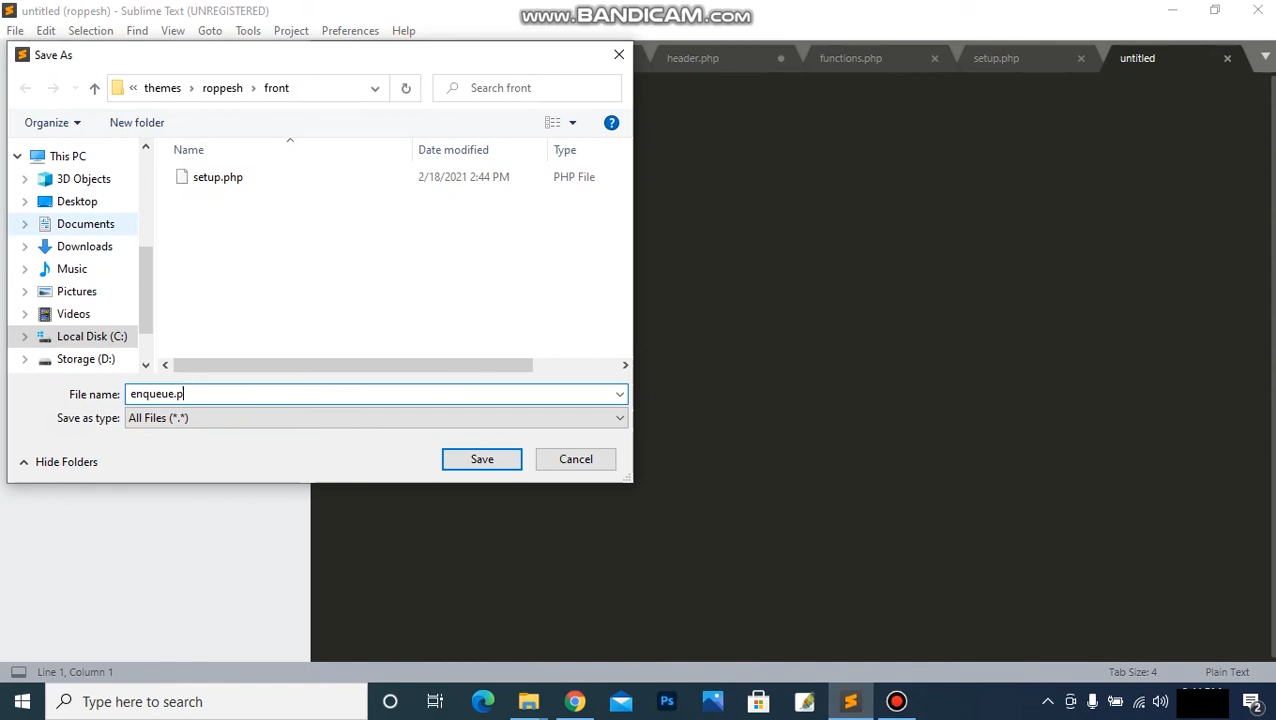 untitled (roppesh) - Sublime Text (UNREGISTERED)
www.BANDICAM.com
File Edit Selection Find View Goto Tools Project Preferences Help
Save As
header.php functions.php setup.php untitled
« themes › roppesh › front
Search front
Organize New folder
Name Date modified Type
This PC
setup.php 2/18/2021 2:44 PM PHP File
3D Objects
Desktop
Documents
Downloads
Music
Pictures
Videos
Local Disk (C:)
Storage (D:)
File name: enqueue.p
Save as type: All Files (*.*)
Hide Folders
Save Cancel
Line 1, Column 1
Tab Size: 4 Plain Text
Type here to search
Ps
2